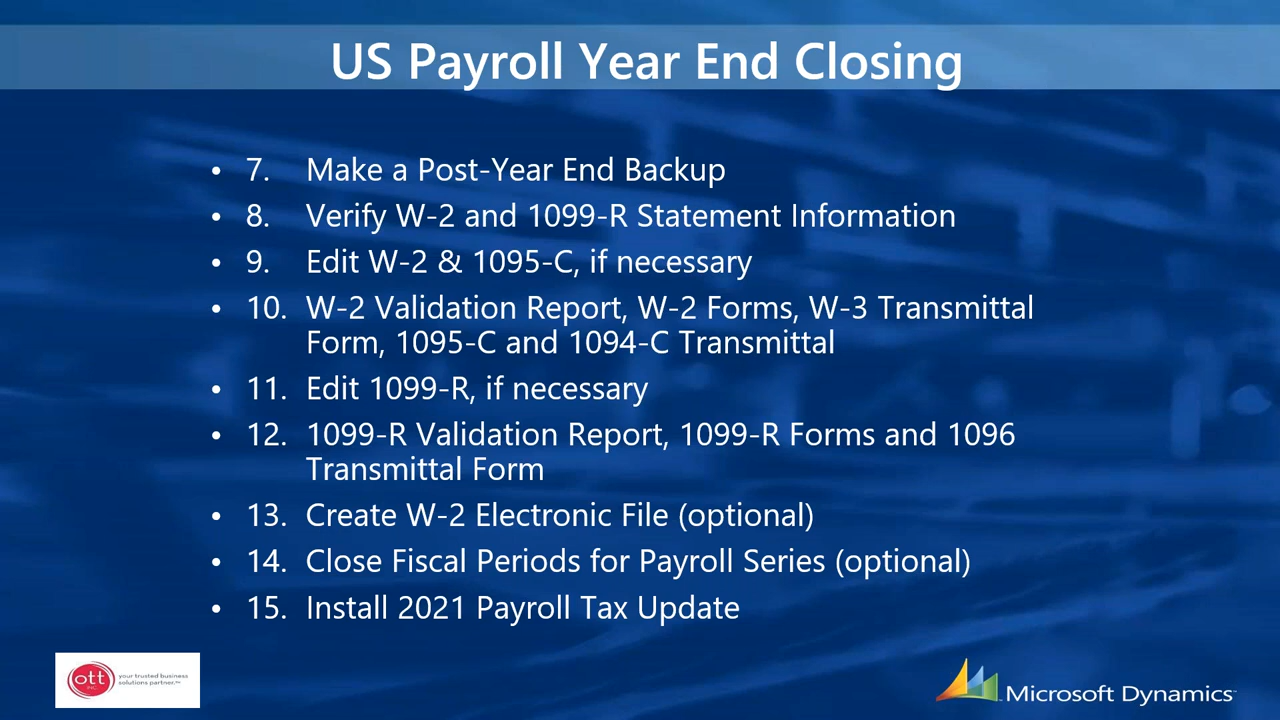 US Payroll Year End Closing
• 7. Make a Post-Year End Backup
• 8. Verify W-2 and 1099-R Statement Information
• 9. Edit W-2 & 1095-C, if necessary
• 10. W-2 Validation Report, W-2 Forms, W-3 Transmittal
Form, 1095-C and 1094-C Transmittal
• 11. Edit 1099-R, if necessary
• 12. 1099-R Validation Report, 1099-R Forms and 1096
Transmittal Form
• 13. Create W-2 Electronic File (optional)
• 14. Close Fiscal Periods for Payroll Series (optional)
• 15. Install 2021 Payroll Tax Update
ott
INC.
your trusted business
solutions partner.™
Microsoft Dynamics™